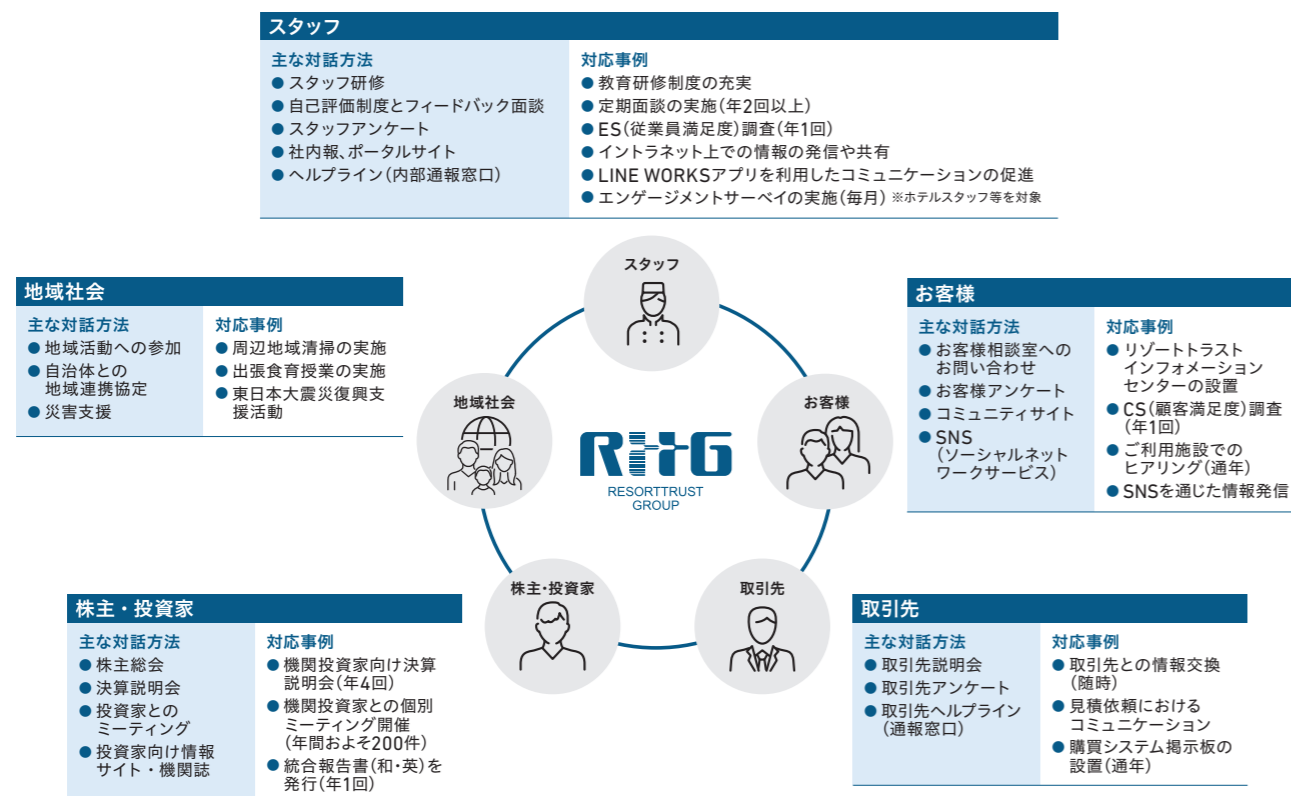 スタッフ
主な対話方法
● スタッフ研修
● 自己評価制度とフィードバック面談
● スタッフアンケート
● 社内報、ポータルサイト
● ヘルプライン（内部通報窓口）
対応事例
● 教育研修制度の充実
● 定期面談の実施（年2回以上）
● ES（従業員満足度）調査（年1回）
● イントラネット上での情報の発信や共有
● LINE WORKSアプリを利用したコミュニケーションの促進
● エンゲージメントサーベイの実施（毎月） ※ホテルスタッフ等を対象
スタッフ
地域社会
主な対話方法
● 地域活動への参加
● 自治体との
地域連携協定
● 災害支援
対応事例
● 周辺地域清掃の実施
● 出張食育授業の実施
● 東日本大震災復興支
援活動
地域社会
お客様
RTTG
RESORTTRUST
GROUP
お客様
主な対話方法
● お客様相談室への
お問い合わせ
● お客様アンケート
● コミュニティサイト
● SNS
（ソーシャルネット
ワークサービス）
対応事例
● リゾートトラスト
インフォメーション
センターの設置
● CS（顧客満足度）調査
（年1回）
● ご利用施設での
ヒアリング（通年）
● SNSを通じた情報発信
株主・投資家
取引先
株主・投資家
主な対話方法
● 株主総会
● 決算説明会
● 投資家との
ミーティング
● 投資家向け情報
サイト・機関誌
対応事例
● 機関投資家向け決算
説明会（年4回）
● 機関投資家との個別
ミーティング開催
（年間およそ200件）
● 統合報告書（和・英）を
発行（年1回）
取引先
主な対話方法
● 取引先説明会
● 取引先アンケート
● 取引先ヘルプライン
（通報窓口）
対応事例
● 取引先との情報交換
（随時）
● 見積依頼における
コミュニケーション
● 購買システム掲示板の
設置（通年）